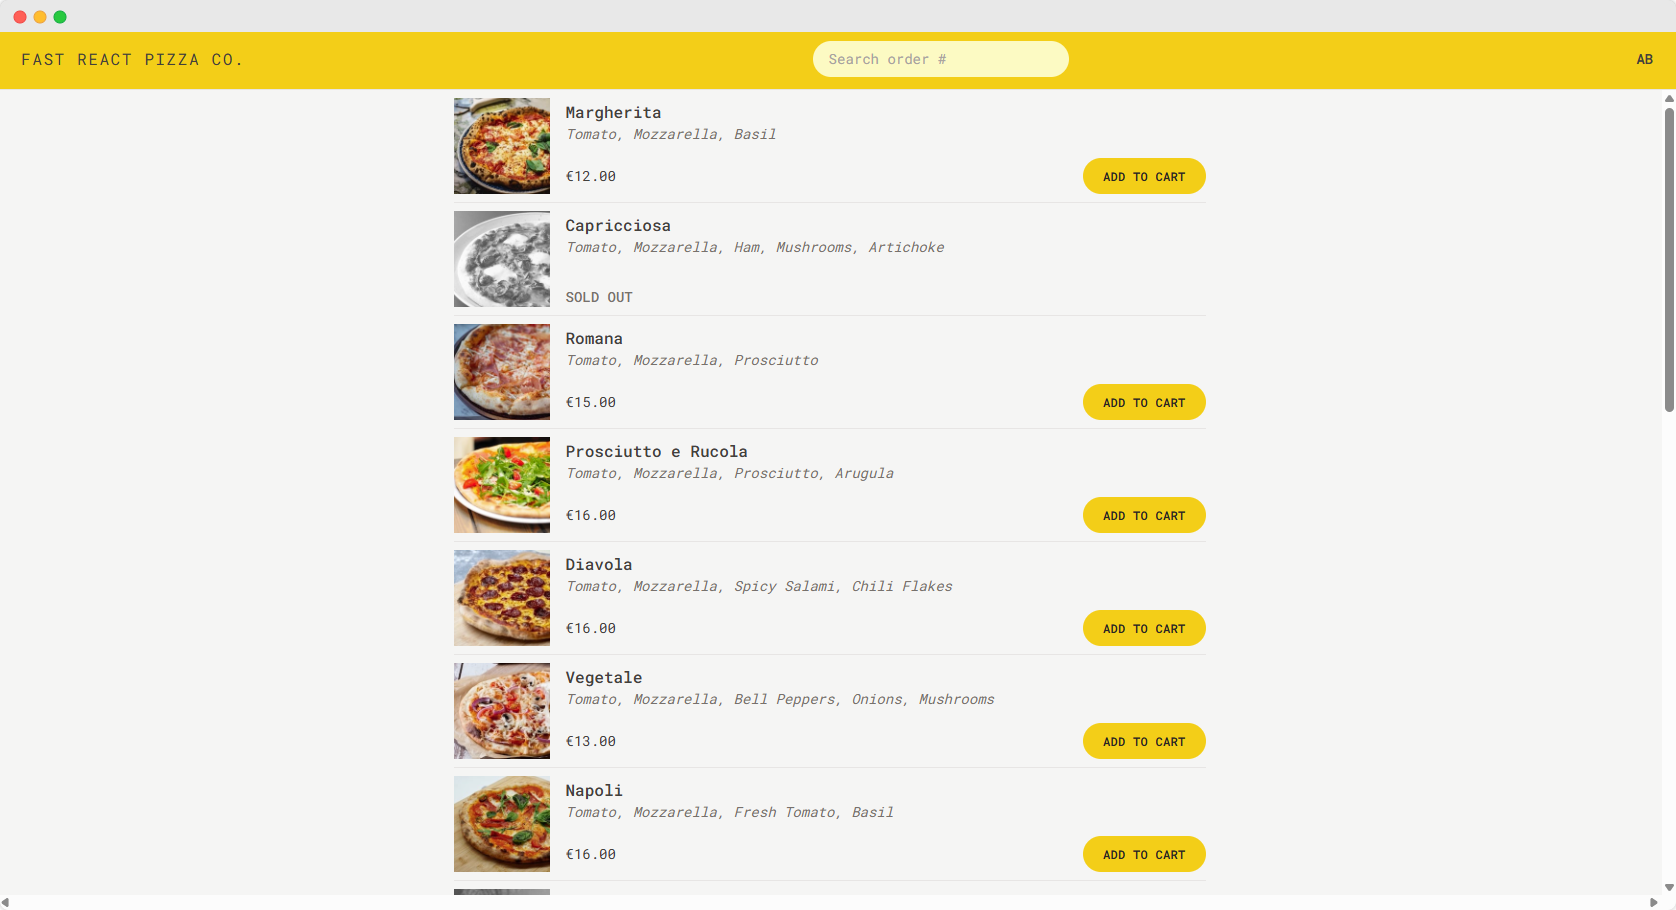 FAST REACT PIZZA CO.
Search order #
AB
Margherita
Tomato, Mozzarella, Basil
€12.00
ADD TO CART
Capricciosa
Tomato, Mozzarella, Ham, Mushrooms, Artichoke
SOLD OUT
Romana
Tomato, Mozzarella, Prosciutto
€15.00
ADD TO CART
Prosciutto e Rucola
Tomato, Mozzarella, Prosciutto, Arugula
€16.00
ADD TO CART
Diavola
Tomato, Mozzarella, Spicy Salami, Chili Flakes
€16.00
ADD TO CART
Vegetale
Tomato, Mozzarella, Bell Peppers, Onions, Mushrooms
€13.00
ADD TO CART
Napoli
Tomato, Mozzarella, Fresh Tomato, Basil
€16.00
ADD TO CART